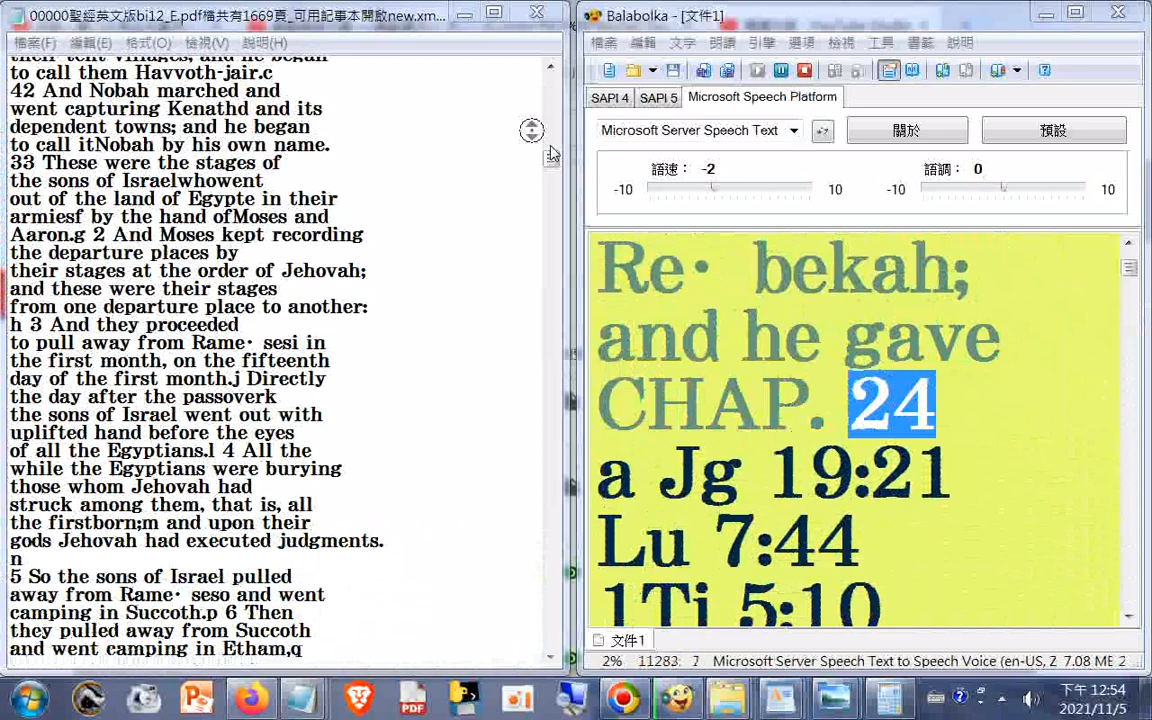 00000聖經英文版bi12_E.pdf檔共有1669頁_可用記事本開啟new.xm...
檔案(F) 編輯(E) 格式(O) 檢視(V) 說明(H)
their tent villages; and he began
to call them Havvoth-jair.c
42 And Nobah marched and
went capturing Kenathd and its
dependent towns; and he began
to call itNobah by his own name.
33 These were the stages of
the sons of Israelwhowent
out of the land of Egypte in their
armiesf by the hand ofMoses and
Aaron.g 2 And Moses kept recording
the departure places by
their stages at the order of Jehovah;
and these were their stages
from one departure place to another:
h 3 And they proceeded
to pull away from Rame· sesi in
the first month, on the fifteenth
day of the first month.j Directly
the day after the passoverk
the sons of Israel went out with
uplifted hand before the eyes
of all the Egyptians.l 4 All the
while the Egyptians were burying
those whom Jehovah had
struck among them, that is, all
the firstborn;m and upon their
gods Jehovah had executed judgments.
n
5 So the sons of Israel pulled
away from Rame· seso and went
camping in Succoth.p 6 Then
they pulled away from Succoth
and went camping in Etham,q
Balabolka - [文件1]
檔案 編輯 文字 朗讀 引擎 選項 檢視 工具 書籤 說明
SAPI 4 SAPI 5 Microsoft Speech Platform
Microsoft Server Speech Text 關於 預設
語速： -2 語調： 0
-10 10 -10 10
Re· bekah;
and he gave
CHAP. 24
a Jg 19:21
Lu 7:44
1Ti 5:10
文件1
2% 11283: 7 Microsoft Server Speech Text to Speech Voice (en-US, Z 7.08 MB 2
下午 12:54
2021/11/5